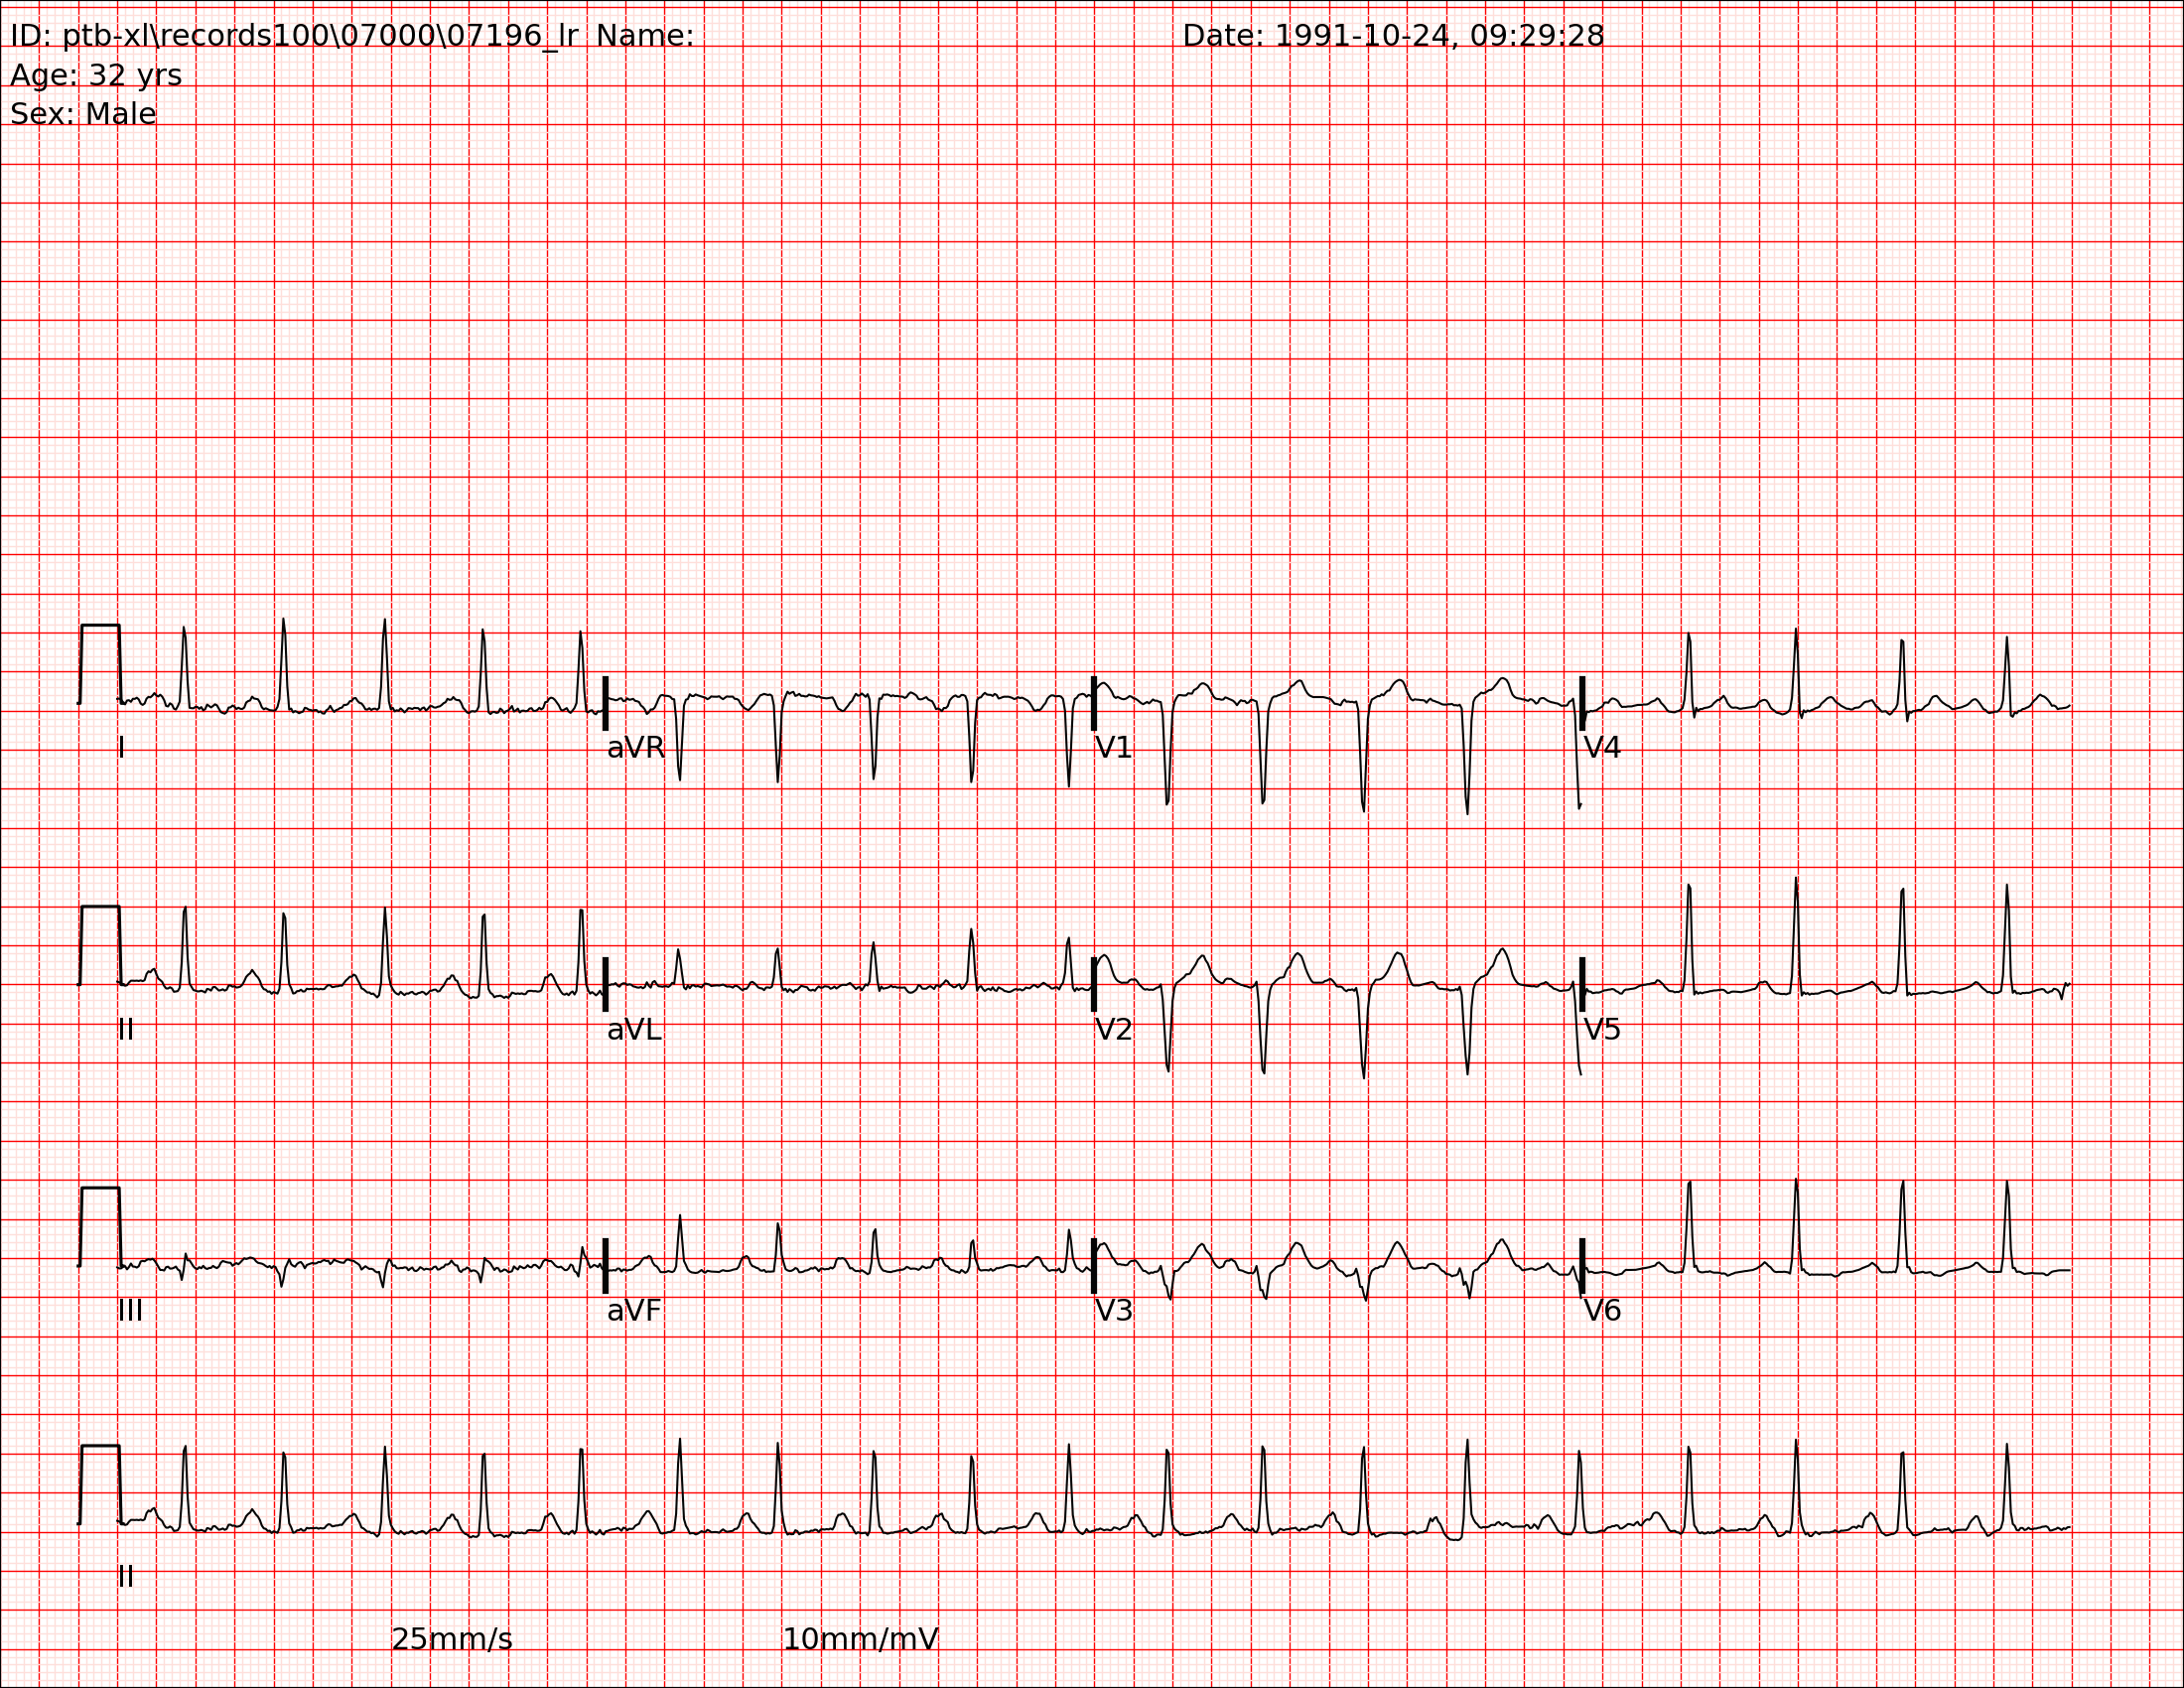 ID: ptb-xl\records100\07000\07196_lr Name: Date: 1991-10-24, 09:29:28
Age: 32 yrs
Sex: Male
I aVR V1 V4
II aVL V2 V5
III aVF V3 V6
II
25mm/s 10mm/mV